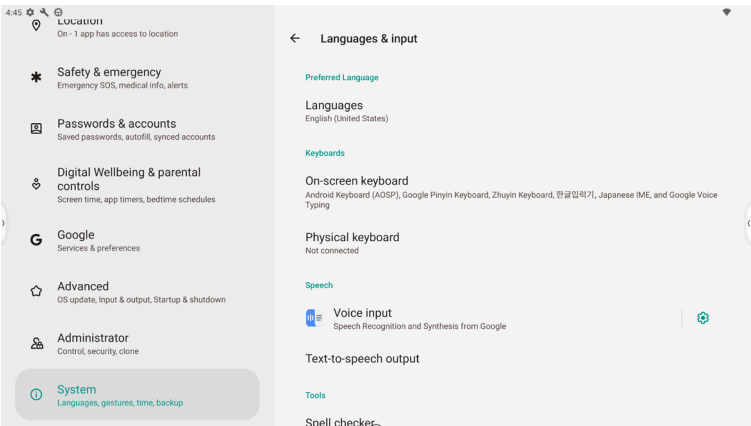 4:45
Location
On - 1 app has access to location
Safety & emergency
Emergency SOS, medical info, alerts
Passwords & accounts
Saved passwords, autofill, synced accounts
Digital Wellbeing & parental
controls
Screen time, app timers, bedtime schedules
Google
Services & preferences
Advanced
OS update, Input & output, Startup & shutdown
Administrator
Control, security, clone
System
Languages, gestures, time, backup
Languages & input
Preferred Language
Languages
English (United States)
Keyboards
On-screen keyboard
Android Keyboard (AOSP), Google Pinyin Keyboard, Zhuyin Keyboard, 한글입력기, Japanese IME, and Google Voice
Typing
Physical keyboard
Not connected
Speech
Voice input
Speech Recognition and Synthesis from Google
Text-to-speech output
Tools
Spell checker